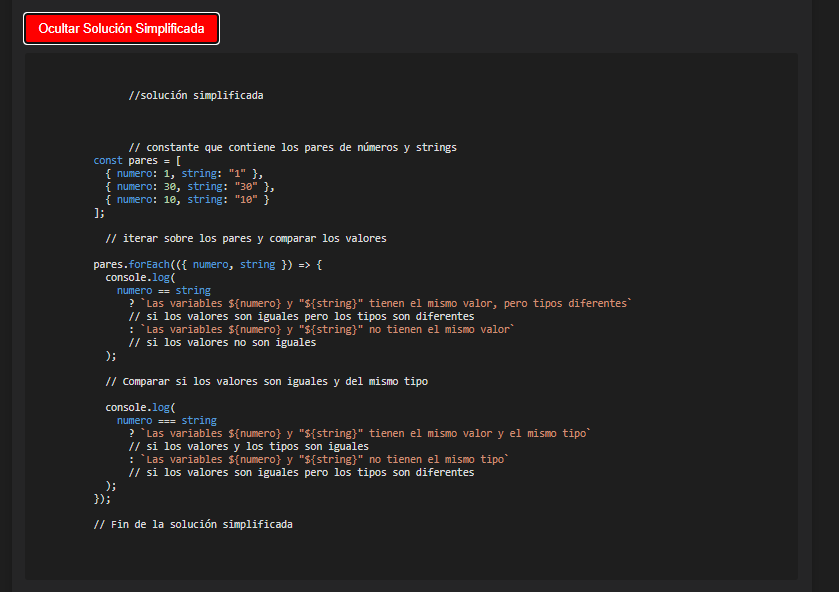 Ocultar Solución Simplificada
//solución simplificada
// constante que contiene los pares de números y strings
const pares = [
{ numero: 1, string: "1" },
{ numero: 30, string: "30" },
{ numero: 10, string: "10" }
];
// iterar sobre los pares y comparar los valores
pares.forEach(({ numero, string }) => {
console.log(
numero == string
? `Las variables ${numero} y "${string}" tienen el mismo valor, pero tipos diferentes`
// si los valores son iguales pero los tipos son diferentes
: `Las variables ${numero} y "${string}" no tienen el mismo valor`
// si los valores no son iguales
);
// Comparar si los valores son iguales y del mismo tipo
console.log(
numero === string
? `Las variables ${numero} y "${string}" tienen el mismo valor y el mismo tipo`
// si los valores y los tipos son iguales
: `Las variables ${numero} y "${string}" no tienen el mismo tipo`
// si los valores son iguales pero los tipos son diferentes
);
});
// Fin de la solución simplificada